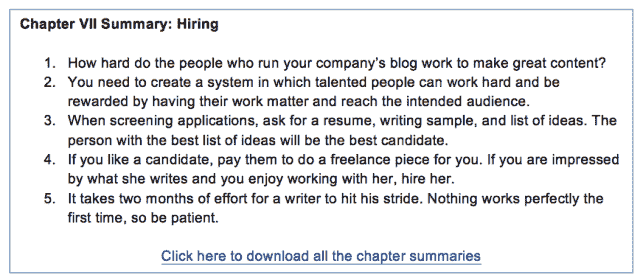 Chapter VII Summary: Hiring
1. How hard do the people who run your company's blog work to make great content?
2. You need to create a system in which talented people can work hard and be
rewarded by having their work matter and reach the intended audience.
3. When screening applications, ask for a resume, writing sample, and list of ideas. The
person with the best list of ideas will be the best candidate.
4. If you like a candidate, pay them to do a freelance piece for you. If you are impressed
by what she writes and you enjoy working with her, hire her.
5. It takes two months of effort for a writer to hit his stride. Nothing works perfectly the
first time, so be patient.
Click here to download all the chapter summaries